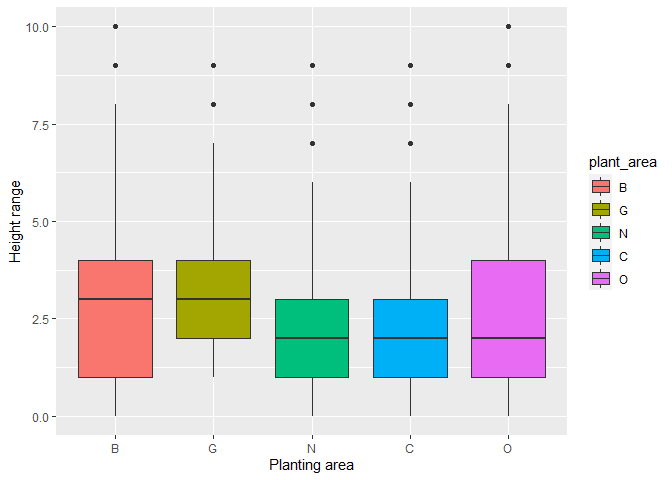 10.0
7.5
5.0
2.5
0.0
Height range
B G N C O
Planting area
plant_area
B
G
N
C
O